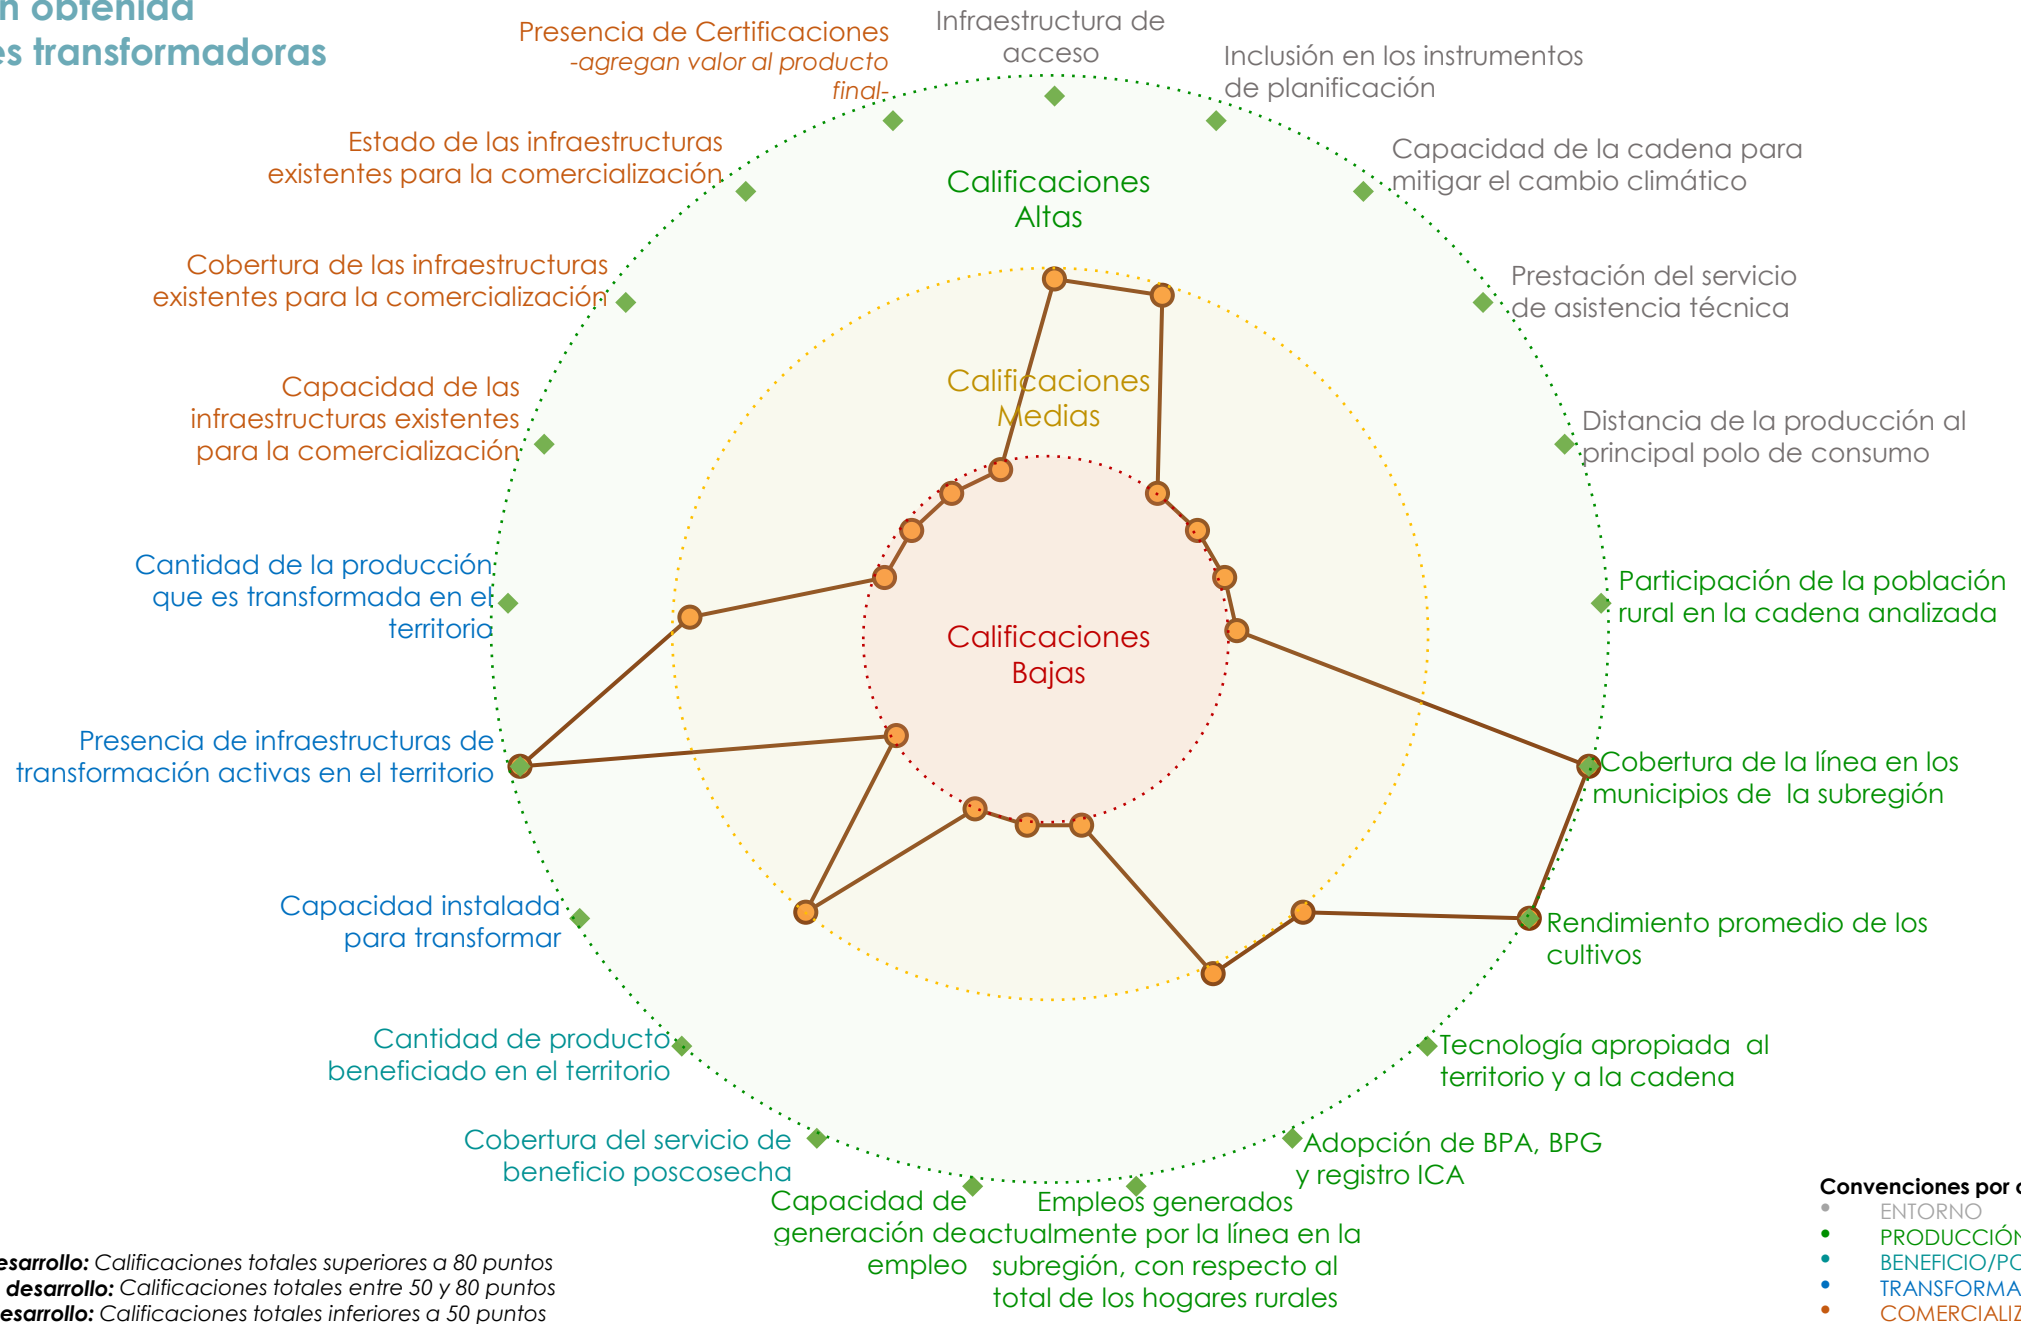 n obtenida
es transformadoras
Presencia de Certificaciones
-agregan valor al producto
final-
Infraestructura de
acceso
Inclusión en los instrumentos
de planificación
Estado de las infraestructuras
existentes para la comercialización
Capacidad de la cadena para
mitigar el cambio climático
Calificaciones
Altas
Cobertura de las infraestructuras
existentes para la comercialización
Prestación del servicio
de asistencia técnica
Capacidad de las
infraestructuras existentes
para la comercialización
Calificaciones
Medias
Distancia de la producción al
principal polo de consumo
Cantidad de la producción
que es transformada en el
territorio
Participación de la población
rural en la cadena analizada
Calificaciones
Bajas
Presencia de infraestructuras de
transformación activas en el territorio
Cobertura de la línea en los
municipios de  la subregión
Capacidad instalada
para transformar
Rendimiento promedio de los
cultivos
Cantidad de producto
beneficiado en el territorio
Tecnología apropiada  al
territorio y a la cadena
Cobertura del servicio de
beneficio poscosecha
Adopción de BPA, BPG
y registro ICA
Capacidad de
generación de
empleo
Empleos generados
actualmente por la línea en la
subregión, con respecto al
total de los hogares rurales
esarrollo: Calificaciones totales superiores a 80 puntos
desarrollo: Calificaciones totales entre 50 y 80 puntos
esarrollo: Calificaciones totales inferiores a 50 puntos
Convenciones por
• ENTORNO
• PRODUCCIÓN
• BENEFICIO/PO
• TRANSFORMA
• COMERCIALIZ